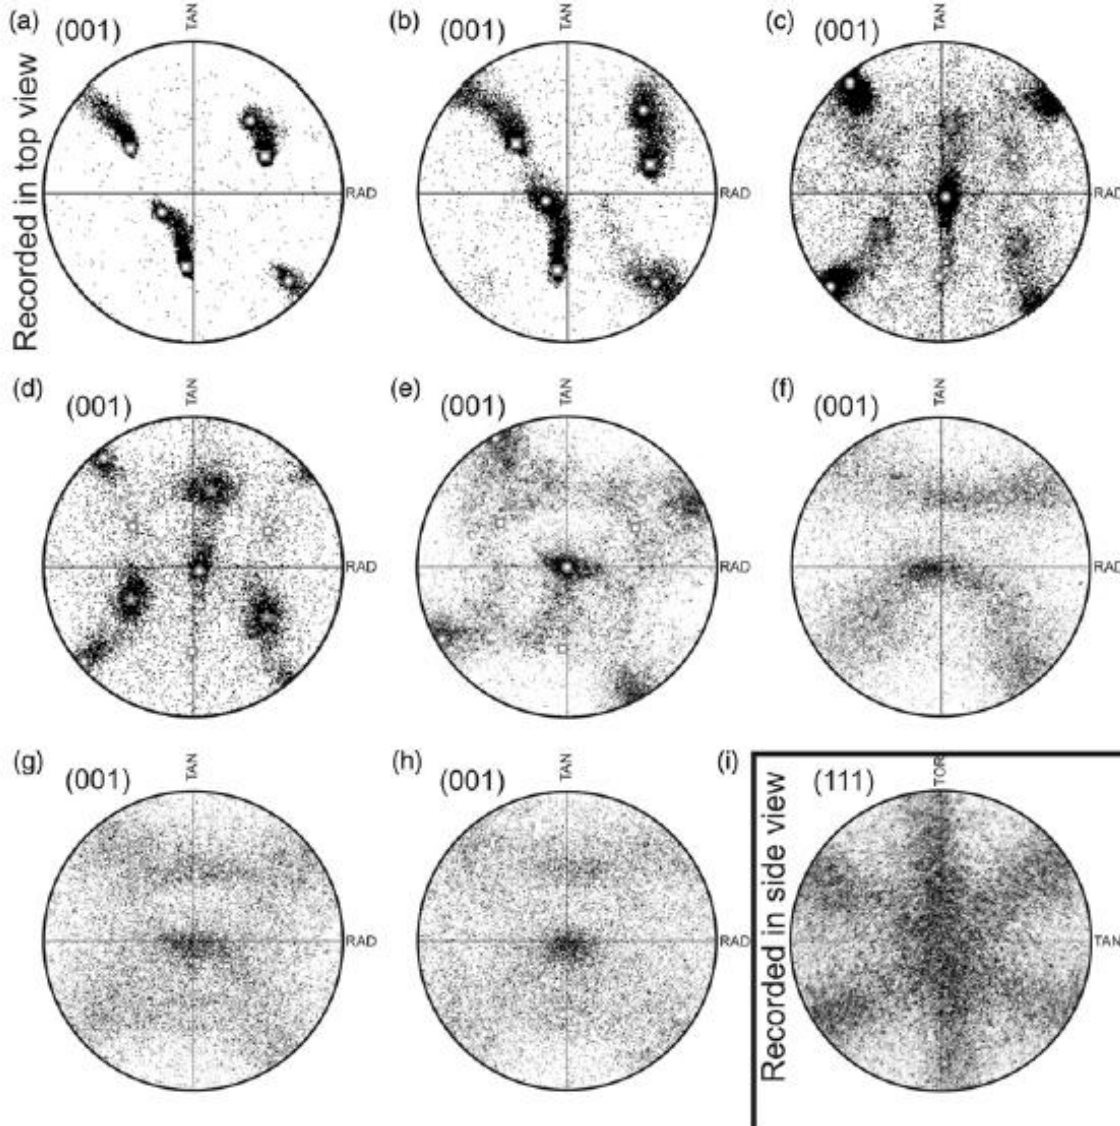 Recorded in top view
(a)
(001)
TAN
RAD
(b)
(001)
TAN
RAD
(c)
(001)
TAN
RAD
(d)
(001)
TAN
RAD
(e)
(001)
TAN
RAD
(f)
(001)
TAN
RAD
(g)
(001)
TAN
RAD
(h)
(001)
TAN
RAD
(i)
Recorded in side view
(111)
TOR
TAN